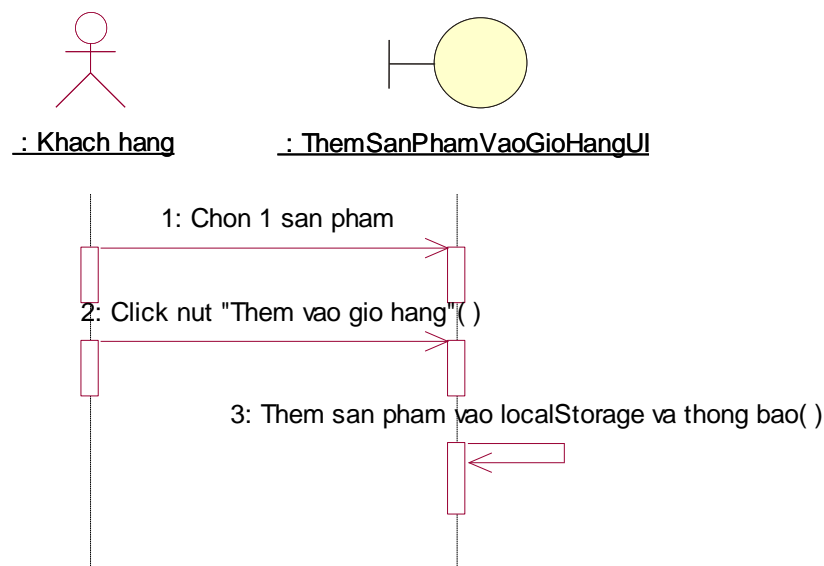 : Khach hang
: ThemSanPhamVaoGioHangUI
1: Chon 1 san pham
2: Click nut "Them vao gio hang"( )
3: Them san pham vao localStorage va thong bao( )